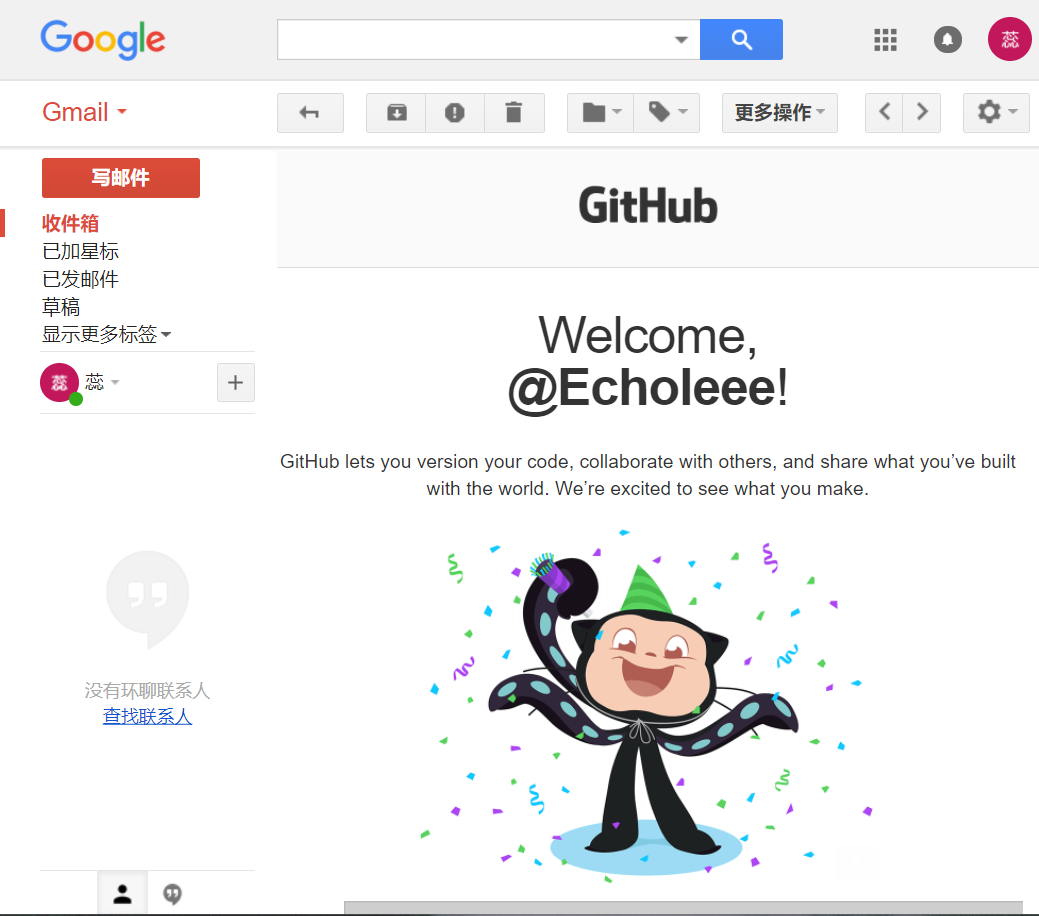 Google
蕊
Gmail
更多操作
写邮件
收件箱
已加星标
已发邮件
草稿
显示更多标签
蕊 蕊
没有环聊联系人
查找联系人
GitHub
Welcome,
@Echoleee!
GitHub lets you version your code, collaborate with others, and share what you’ve built
with the world. We’re excited to see what you make.